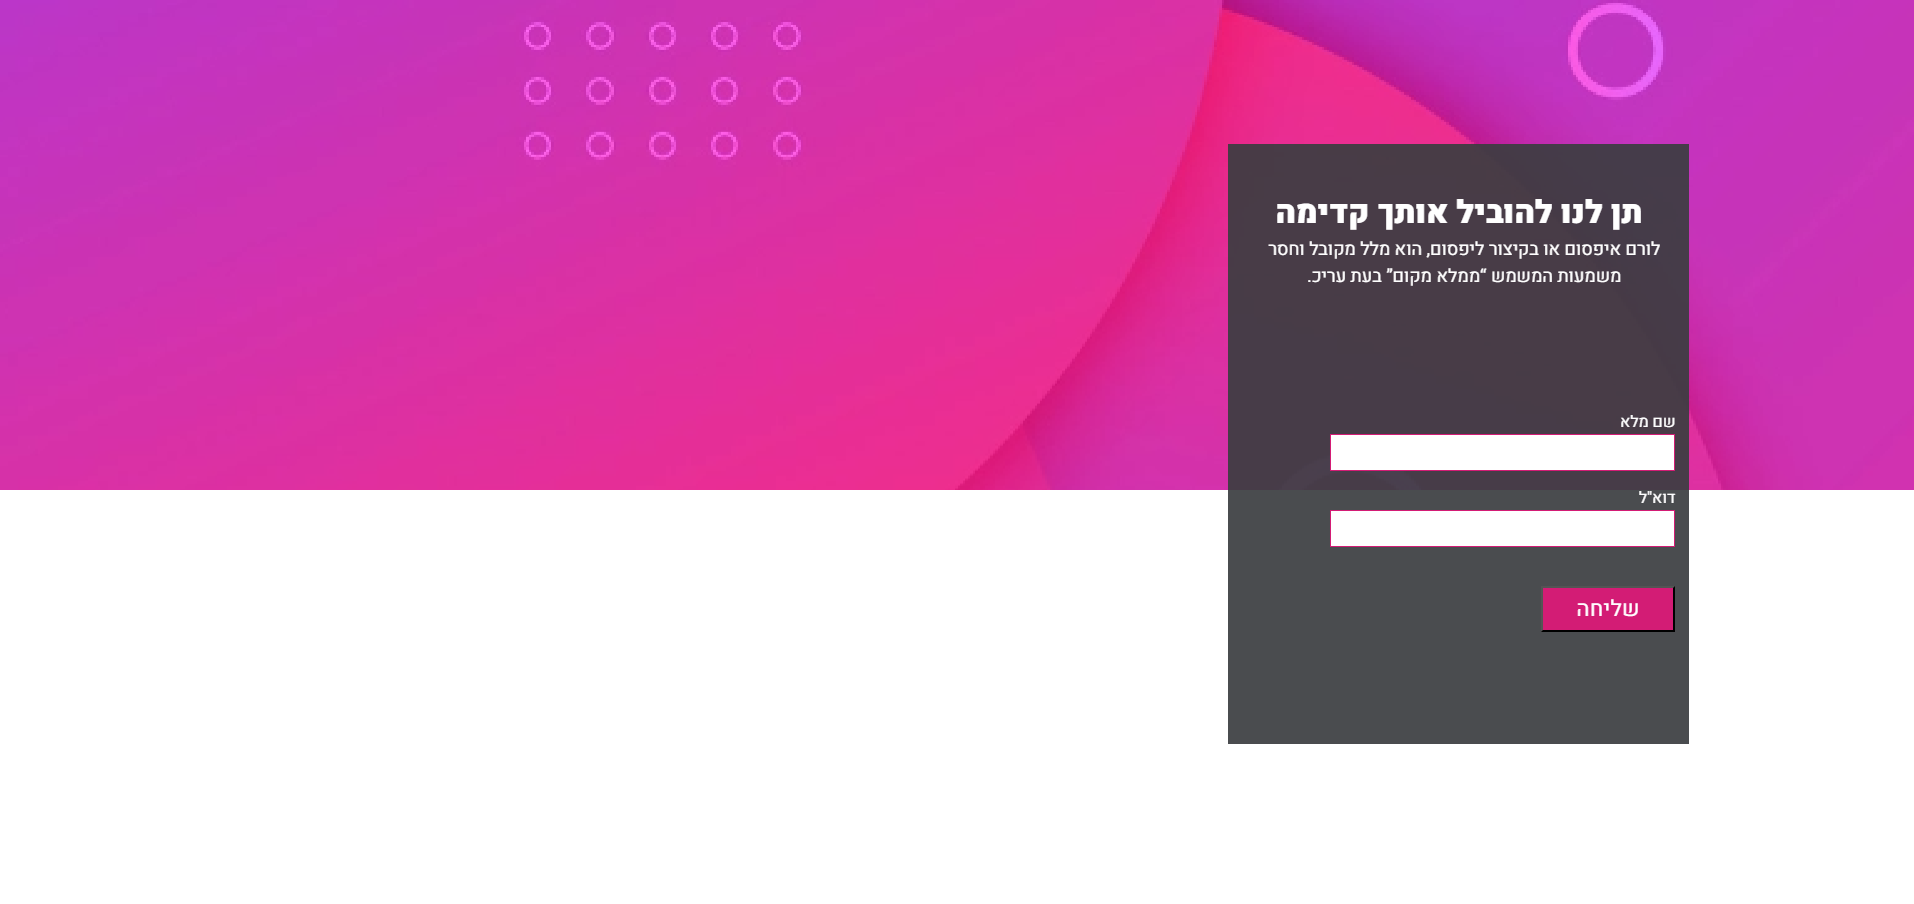 תן לנו להוביל אותך קדימה
לורם איפסום או בקיצור ליפסום, הוא מלל מקובל וחסר
משמעות המשמש “ממלא מקום” בעת עריכ.
שם מלא
דוא"ל
שליחה